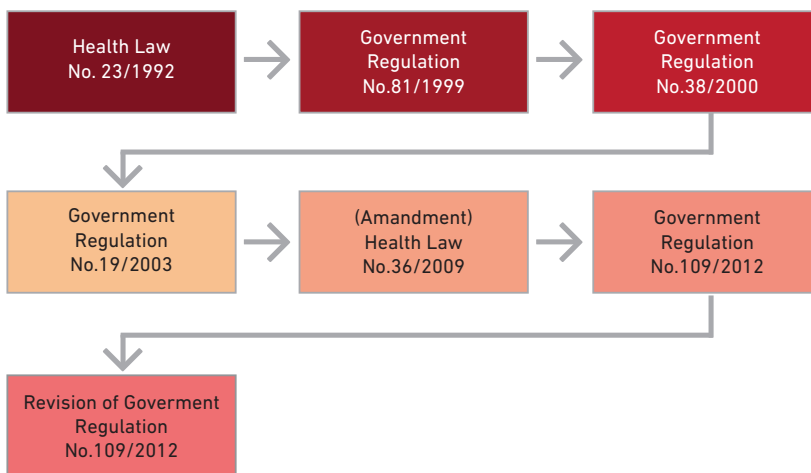 Health Law
No. 23/1992
Government
Regulation
No.81/1999
Government
Regulation
No.38/2000
Government
Regulation
No.19/2003
(Amandment)
Health Law
No.36/2009
Government
Regulation
No.109/2012
Revision of Goverment
Regulation
No.109/2012